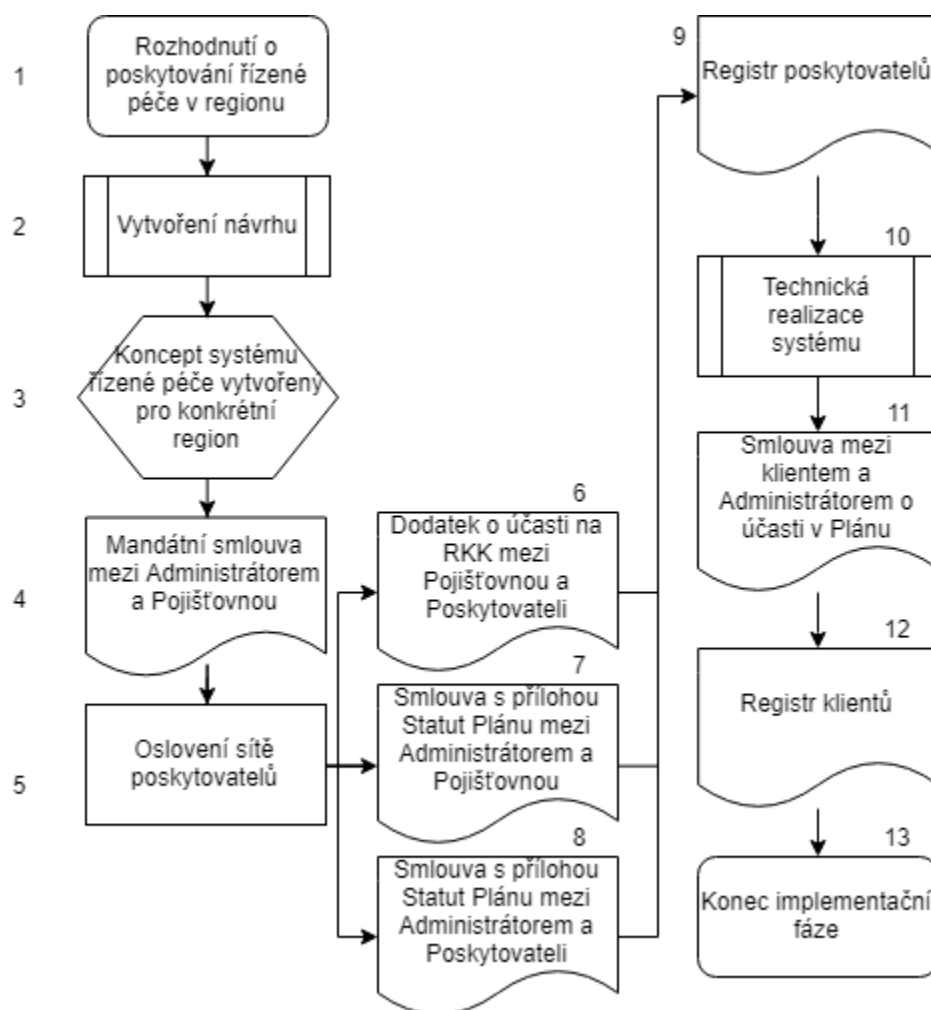 1
Rozhodnutí o
poskytování řízené
péče v regionu
2
Vytvoření návrhu
3
Koncept systému
řízené péče vytvořený
pro konkrétní
region
4
Mandátní smlouva
mezi Administrátorem
a Pojišťovnou
5
Oslovení sítě
poskytovatelů
6
Dodatek o účasti na
RKK mezi
Pojišťovnou a
Poskytovateli
7
Smlouva s přílohou
Statut Plánu mezi
Administrátorem a
Pojišťovnou
8
Smlouva s přílohou
Statut Plánu mezi
Administrátorem a
Poskytovateli
9
Registr poskytovatelů
10
Technická
realizace
systému
11
Smlouva mezi
klientem a
Administrátorem o
účasti v Plánu
12
Registr klientů
13
Konec implementační
fáze